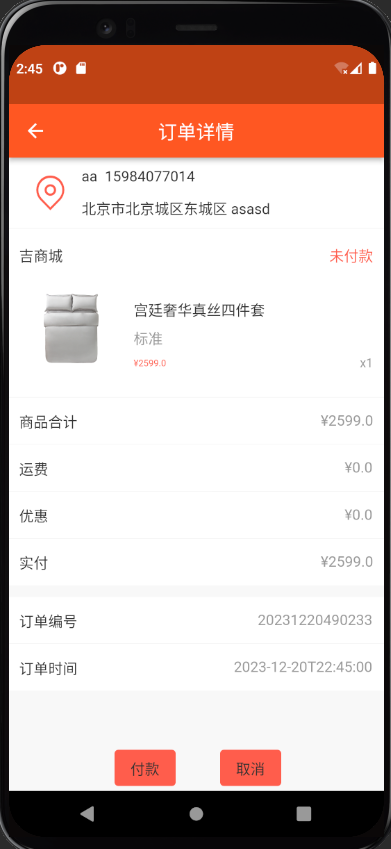 2:45
订单详情
aa 15984077014
北京市北京城区东城区 asasd
吉商城 未付款
宫廷奢华真丝四件套
标准
¥2599.0 x1
商品合计 ¥2599.0
运费 ¥0.0
优惠 ¥0.0
实付 ¥2599.0
订单编号 20231220490233
订单时间 2023-12-20T22:45:00
付款 取消